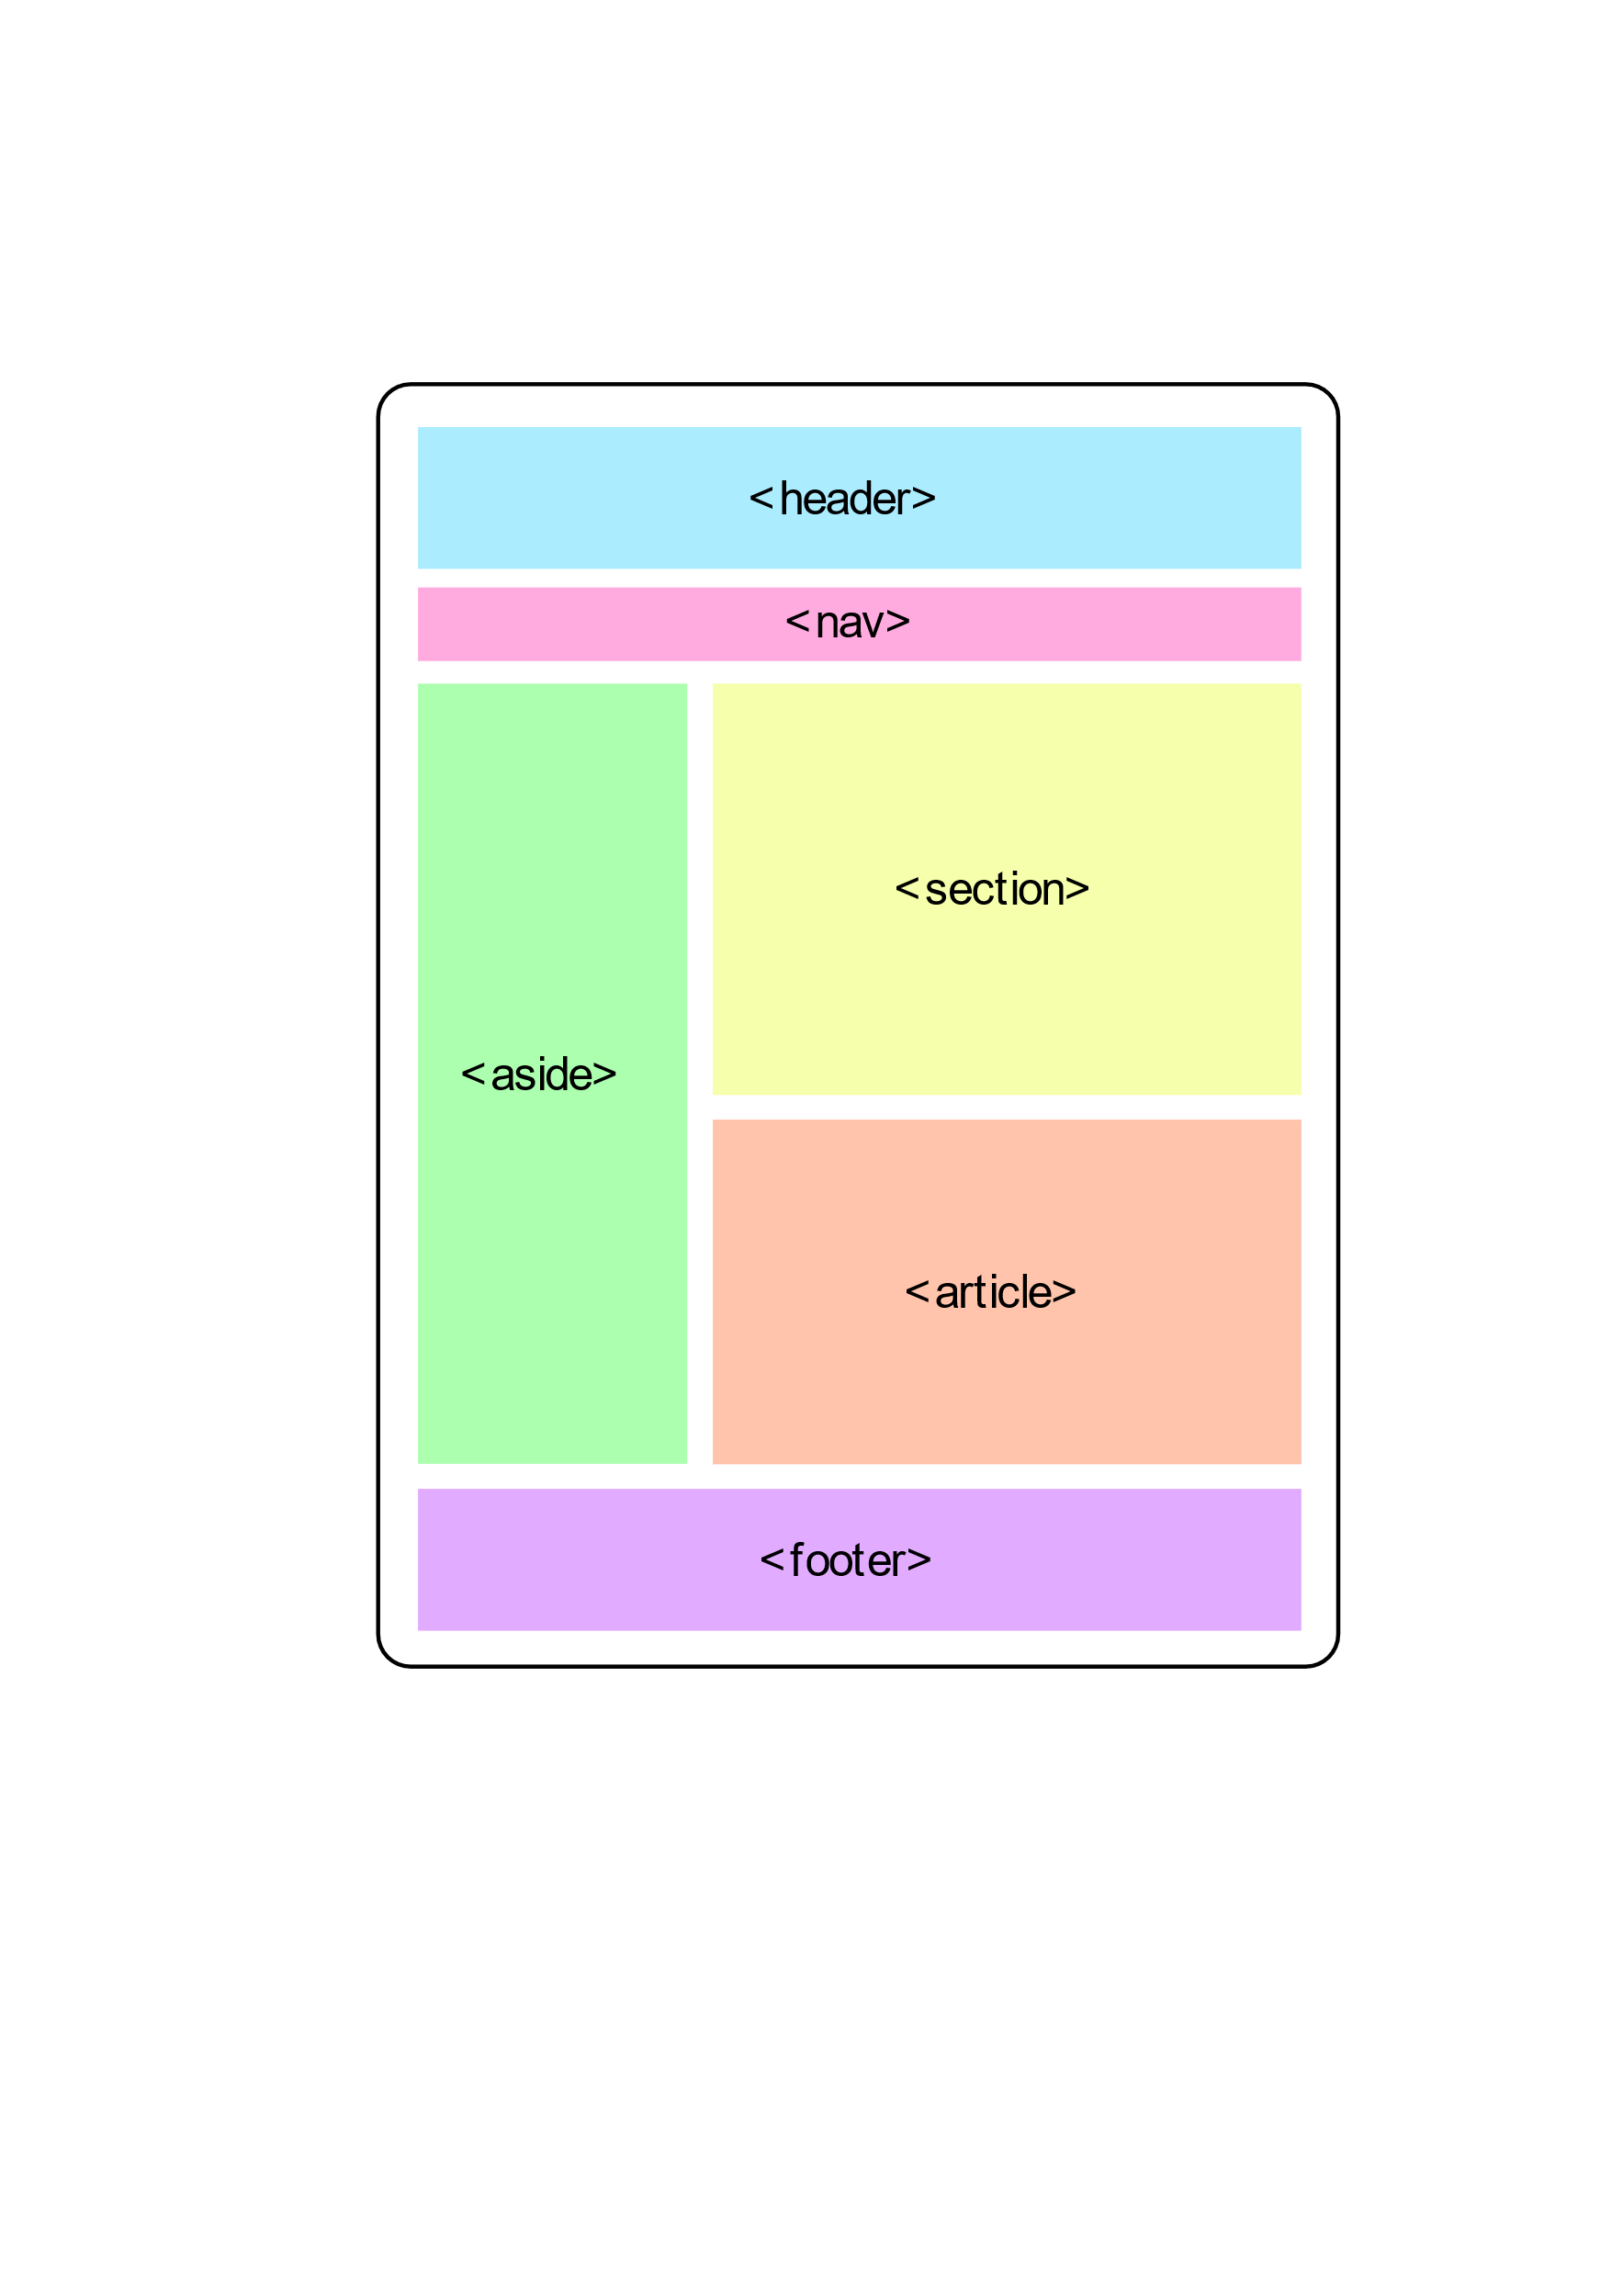 <header>
<nav>
<section>
<aside>
<article>
<footer>